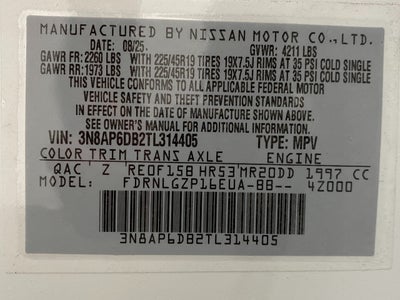 MANUFACTURED BY NISSAN MOTOR CO., LTD.
DATE 08/25. GVWR: 4211 LBS
GAWR FR: 2260 LBS WITH 225/45R19 TIRES 19X7.5J RIMS AT 35 PSI COLD SINGLE
GAWR RR: 1973 LBS WITH 225/45R19 TIRES 19X7.5J RIMS AT 35 PSI COLD SINGLE
THIS VEHICLE CONFORMS TO ALL APPLICABLE FEDERAL MOTOR
VEHICLE SAFETY AND THEFT PREVENTION STANDARDS
IN EFFECT ON THE DATE OF MANUFACTURE SHOWN ABOVE.
SEE OWNER'S MANUAL FOR ADDITIONAL INFORMATION
VIN: 3N8AP6DB2TL314405 TYPE: MPV
COLOR TRIM TRANS AXLE ENGINE
QAC Z RE0F15B HR53 MR20DD 1997 CC
MODEL: FDRNLGZP16EUA-BB-- 4Z000
3N8AP6DB2TL314405